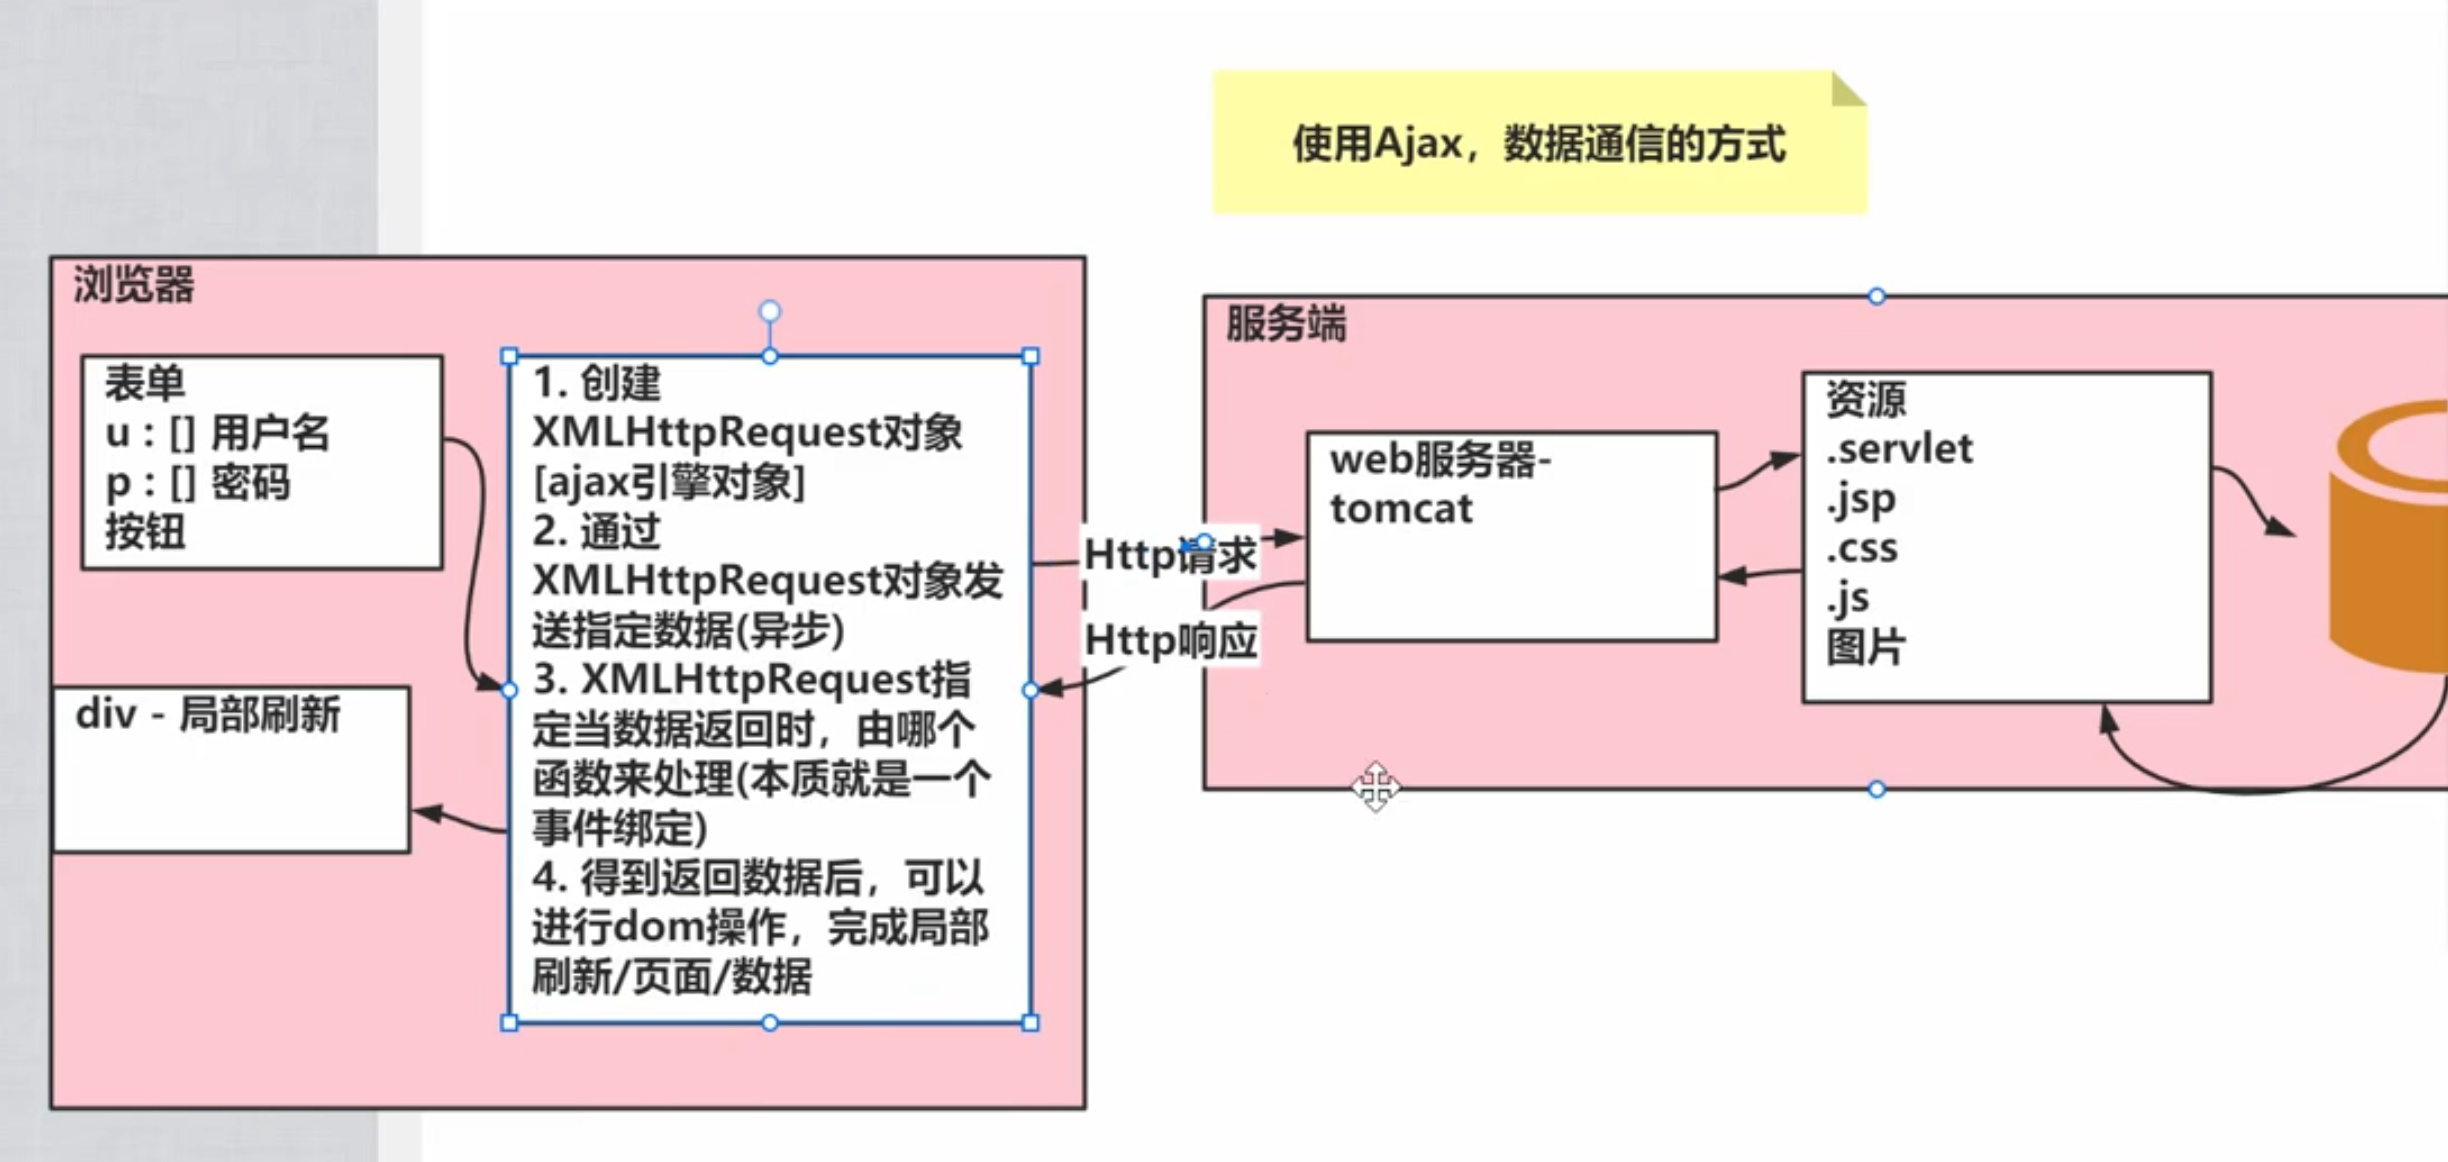 使用Ajax，数据通信的方式
浏览器
表单
u : [] 用户名
p : [] 密码
按钮
div - 局部刷新
1. 创建
XMLHttpRequest对象
[ajax引擎对象]
2. 通过
XMLHttpRequest对象发
送指定数据(异步)
3. XMLHttpRequest指
定当数据返回时，由哪个
函数来处理(本质就是一个
事件绑定)
4. 得到返回数据后，可以
进行dom操作，完成局部
刷新/页面/数据
Http请求
Http响应
服务端
web服务器-
tomcat
资源
.servlet
.jsp
.css
.js
图片